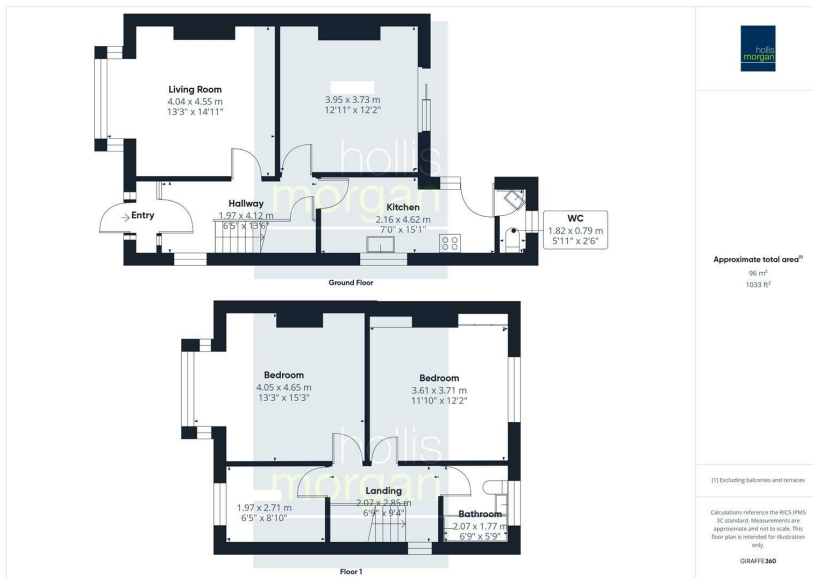 Living Room
4.04 x 4.55 m
13'3" x 14'11"
3.95 x 3.73 m
12'11" x 12'2"
hollis
morgan
Entry
Hallway
1.97 x 4.12 m
6'5" x 13'6"
Kitchen
2.16 x 4.62 m
7'0" x 15'1"
WC
1.82 x 0.79 m
5'11" x 2'6"
Ground Floor
Bedroom
4.05 x 4.65 m
13'3" x 15'3"
Bedroom
3.61 x 3.71 m
11'10" x 12'2"
hollis
morgan
1.97 x 2.71 m
6'5" x 8'10"
Landing
2.07 x 2.85 m
6'9" x 9'4"
Bathroom
2.07 x 1.77 m
6'9" x 5'9"
Floor 1
hollis
morgan
Approximate total area⁽¹⁾
96 m²
1033 ft²
(1) Excluding balconies and terraces
Calculations reference the RICS IPMS
3C standard. Measurements are
approximate and not to scale. This
floor plan is intended for illustration
only.
GIRAFFE360